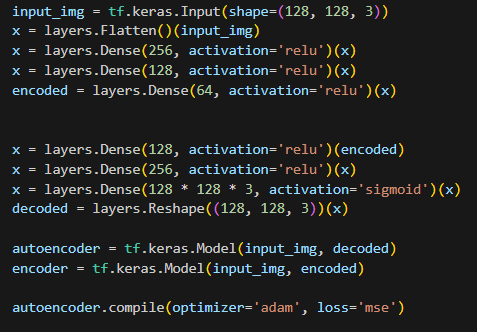 input_img = tf.keras.Input(shape=(128, 128, 3))
x = layers.Flatten()(input_img)
x = layers.Dense(256, activation='relu')(x)
x = layers.Dense(128, activation='relu')(x)
encoded = layers.Dense(64, activation='relu')(x)
x = layers.Dense(128, activation='relu')(encoded)
x = layers.Dense(256, activation='relu')(x)
x = layers.Dense(128 * 128 * 3, activation='sigmoid')(x)
decoded = layers.Reshape((128, 128, 3))(x)
autoencoder = tf.keras.Model(input_img, decoded)
encoder = tf.keras.Model(input_img, encoded)
autoencoder.compile(optimizer='adam', loss='mse')